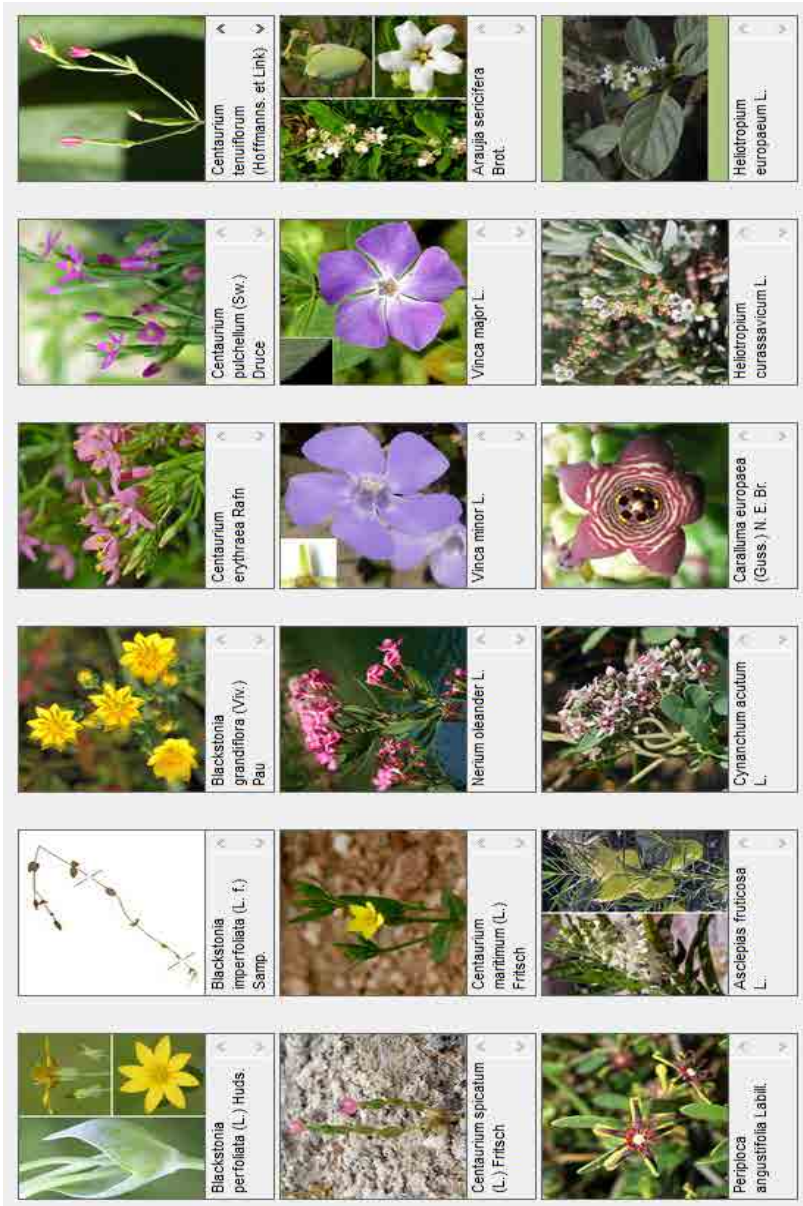 Blackstonia
perfoliata (L.) Huds.
Blackstonia
imperfoliata (L. f.)
Samp.
Blackstonia
grandiflora (Viv.)
Pau
Centaurium
erythraea Rafn
Centaurium
pulchellum (Sw.)
Druce
Centaurium
tenuiflorum
(Hoffmanns. et Link)
Centaurium spicatum
(L.) Fritsch
Centaurium
maritimum (L.)
Fritsch
Nerium oleander L.
Vinca minor L.
Vinca major L.
Araujia sericifera
Brot.
Periploca
angustifolia Labill.
Asclepias fruticosa
L.
Cynanchum acutum
L.
Caralluma europaea
(Guss.) N. E. Br.
Heliotropium
curassavicum L.
Heliotropium
europaeum L.